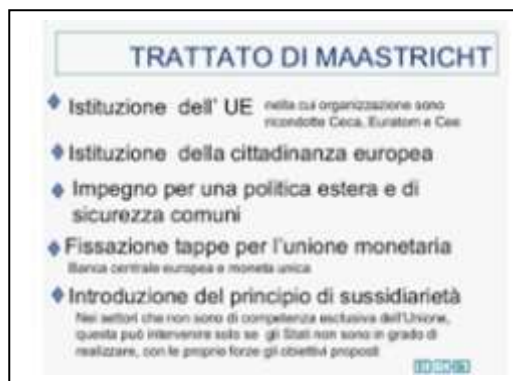 TRATTATO DI MAASTRICHT
Istituzione dell' UE nella cui organizzazione sono
ricondotte Ceca, Euratom e Cee
Istituzione della cittadinanza europea
Impegno per una politica estera e di
sicurezza comuni
Fissazione tappe per l'unione monetaria
Banca centrale europea e moneta unica
Introduzione del principio di sussidiarietà
Nei settori che non sono di competenza esclusiva dell'Unione,
questa può intervenire solo se gli Stati non sono in grado di
realizzare, con le proprie forze gli obiettivi proposti